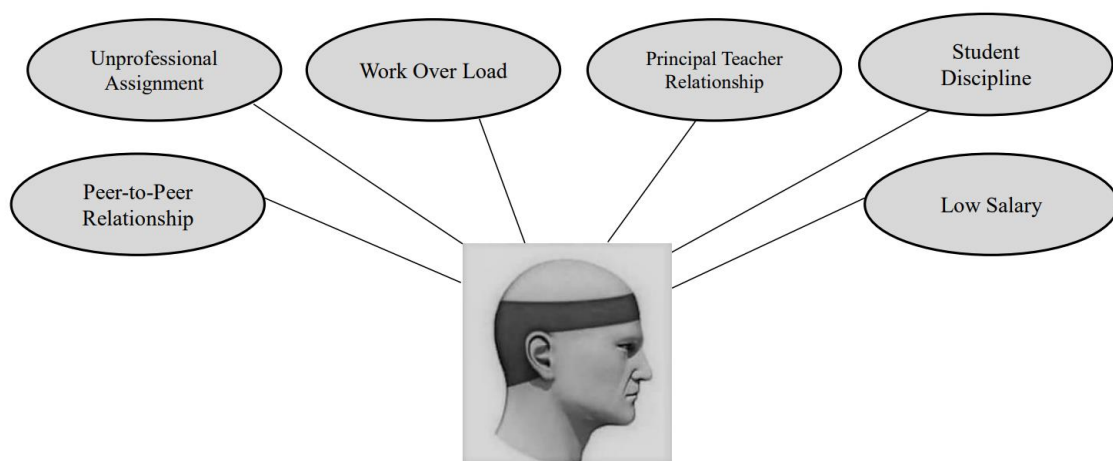 Unprofessional
Assignment
Work Over Load
Principal Teacher
Relationship
Student
Discipline
Peer-to-Peer
Relationship
Low Salary